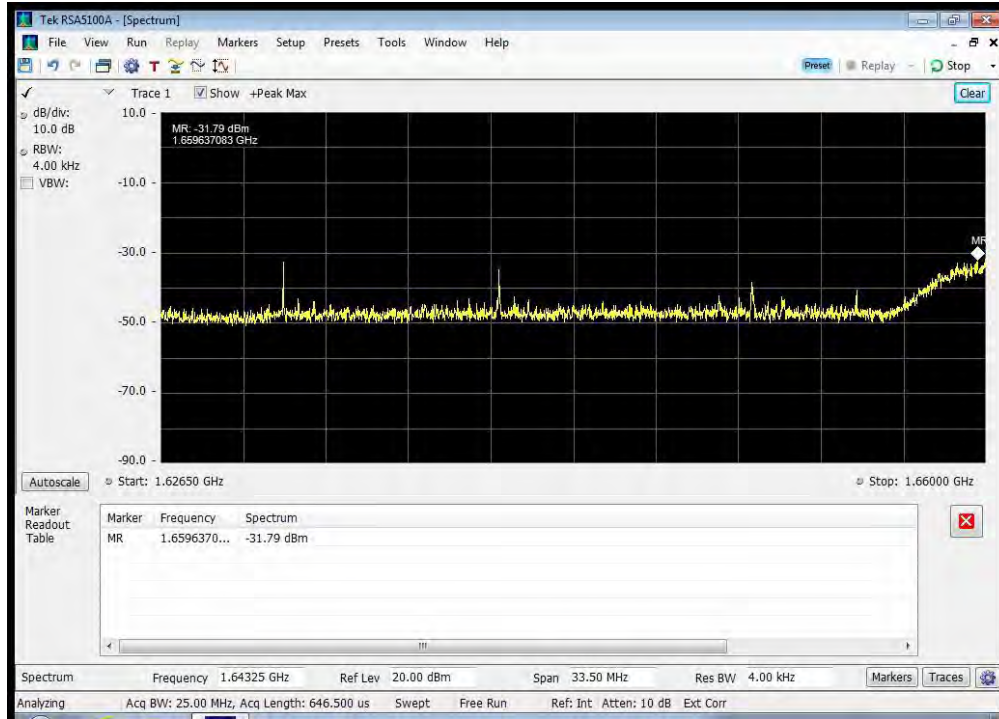 Tek RSA5100A - [Spectrum]
File View Run Replay Markers Setup Presets Tools Window Help
Preset Replay Stop
Trace 1 Show +Peak Max Clear
dB/div:
10.0 dB
RBW:
4.00 kHz
VBW:
10.0
MR: -31.79 dBm
1.659637083 GHz
-10.0
MR
-30.0
-50.0
-70.0
-90.0
Autoscale Start: 1.62650 GHz Stop: 1.66000 GHz
Marker Readout Table
Marker Frequency Spectrum
MR 1.6596370... -31.79 dBm
Spectrum Frequency 1.64325 GHz Ref Lev 20.00 dBm Span 33.50 MHz Res BW 4.00 kHz Markers Traces
Analyzing Acq BW: 25.00 MHz, Acq Length: 646.500 us Swept Free Run Ref: Int Atten: 10 dB Ext Corr